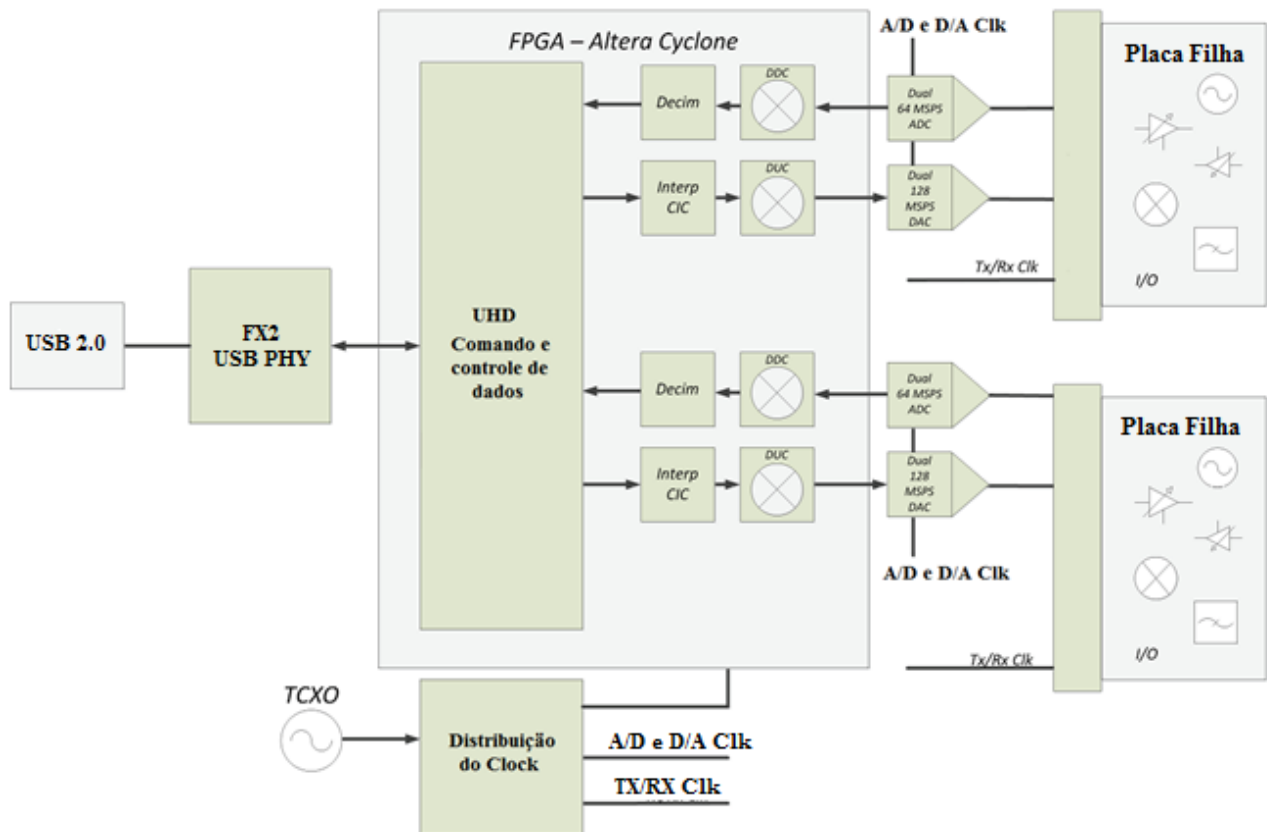 FPGA – Altera Cyclone
A/D e D/A Clk
Placa Filha
Decim
DDC
Dual
64 MSPS
ADC
Interp
CIC
DUC
Dual
128
MSPS
DAC
Tx/Rx Clk
I/O
USB 2.0
FX2
USB PHY
UHD
Comando e
controle de
dados
Decim
DDC
Dual
64 MSPS
ADC
Placa Filha
Interp
CIC
DUC
Dual
128
MSPS
DAC
A/D e D/A Clk
Tx/Rx Clk
I/O
TCXO
Distribuição
do Clock
A/D e D/A Clk
TX/RX Clk